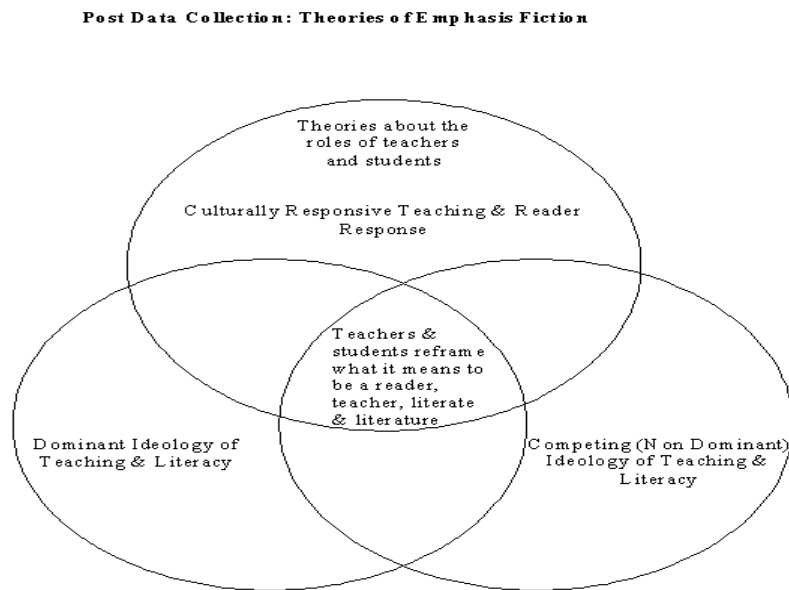 Post Data Collection: Theories of Emphasis Fiction
Theories about the
roles of teachers
and students
Culturally Responsive Teaching & Reader
Response
Teachers &
students reframe
what it means to
be a reader,
teacher, literate
& literature
Dominant Ideology of
Teaching & Literacy
Competing (Non Dominant)
Ideology of Teaching &
Literacy